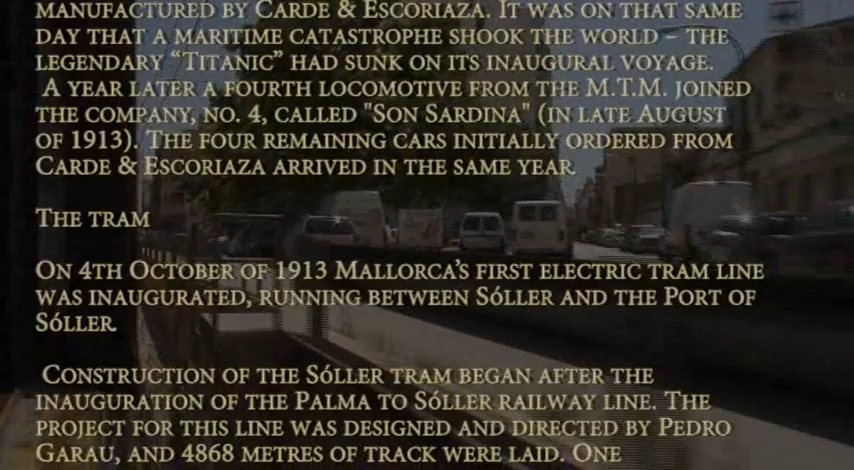 MANUFACTURED BY CARDE & ESCORIAZA. IT WAS ON THAT SAME
DAY THAT A MARITIME CATASTROPHE SHOOK THE WORLD – THE
LEGENDARY “TITANIC” HAD SUNK ON ITS INAUGURAL VOYAGE.
A YEAR LATER A FOURTH LOCOMOTIVE FROM THE M.T.M. JOINED
THE COMPANY, NO. 4, CALLED "SON SARDINA" (IN LATE AUGUST
OF 1913). THE FOUR REMAINING CARS INITIALLY ORDERED FROM
CARDE & ESCORIAZA ARRIVED IN THE SAME YEAR.
THE TRAM
ON 4TH OCTOBER OF 1913 MALLORCA’S FIRST ELECTRIC TRAM LINE
WAS INAUGURATED, RUNNING BETWEEN SÓLLER AND THE PORT OF
SÓLLER.
CONSTRUCTION OF THE SÓLLER TRAM BEGAN AFTER THE
INAUGURATION OF THE PALMA TO SÓLLER RAILWAY LINE. THE
PROJECT FOR THIS LINE WAS DESIGNED AND DIRECTED BY PEDRO
GARAU, AND 4868 METRES OF TRACK WERE LAID. ONE